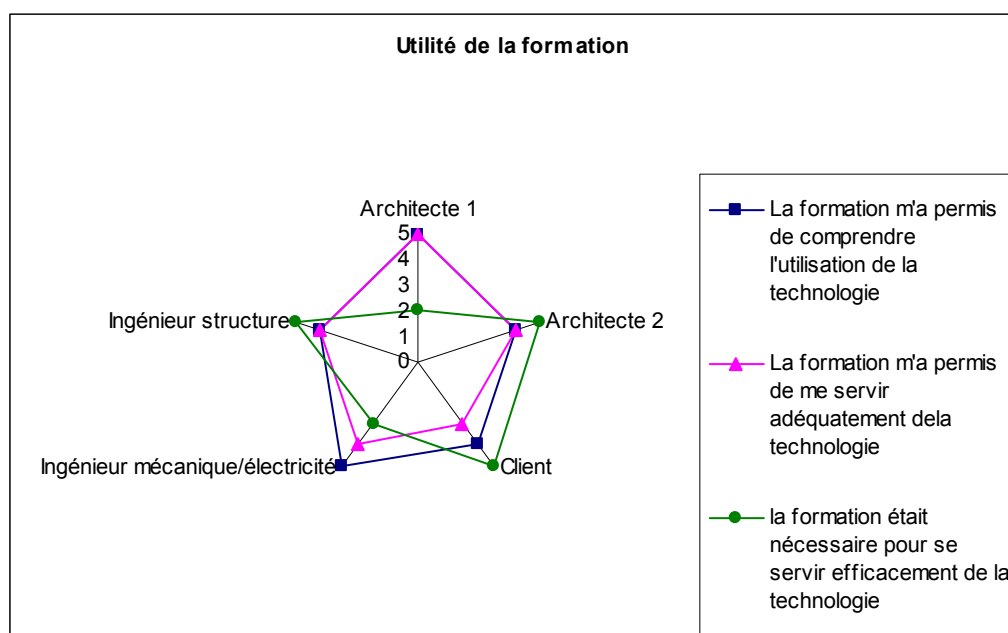 Utilité de la formation
Architecte 1
5
4
3
2
1
0
Architecte 2
Client
Ingénieur mécanique/électricité
Ingénieur structure
La formation m'a permis
de comprendre
l'utilisation de la
technologie
La formation m'a permis
de me servir
adéquatement dela
technologie
la formation était
nécessaire pour se
servir efficacement de la
technologie